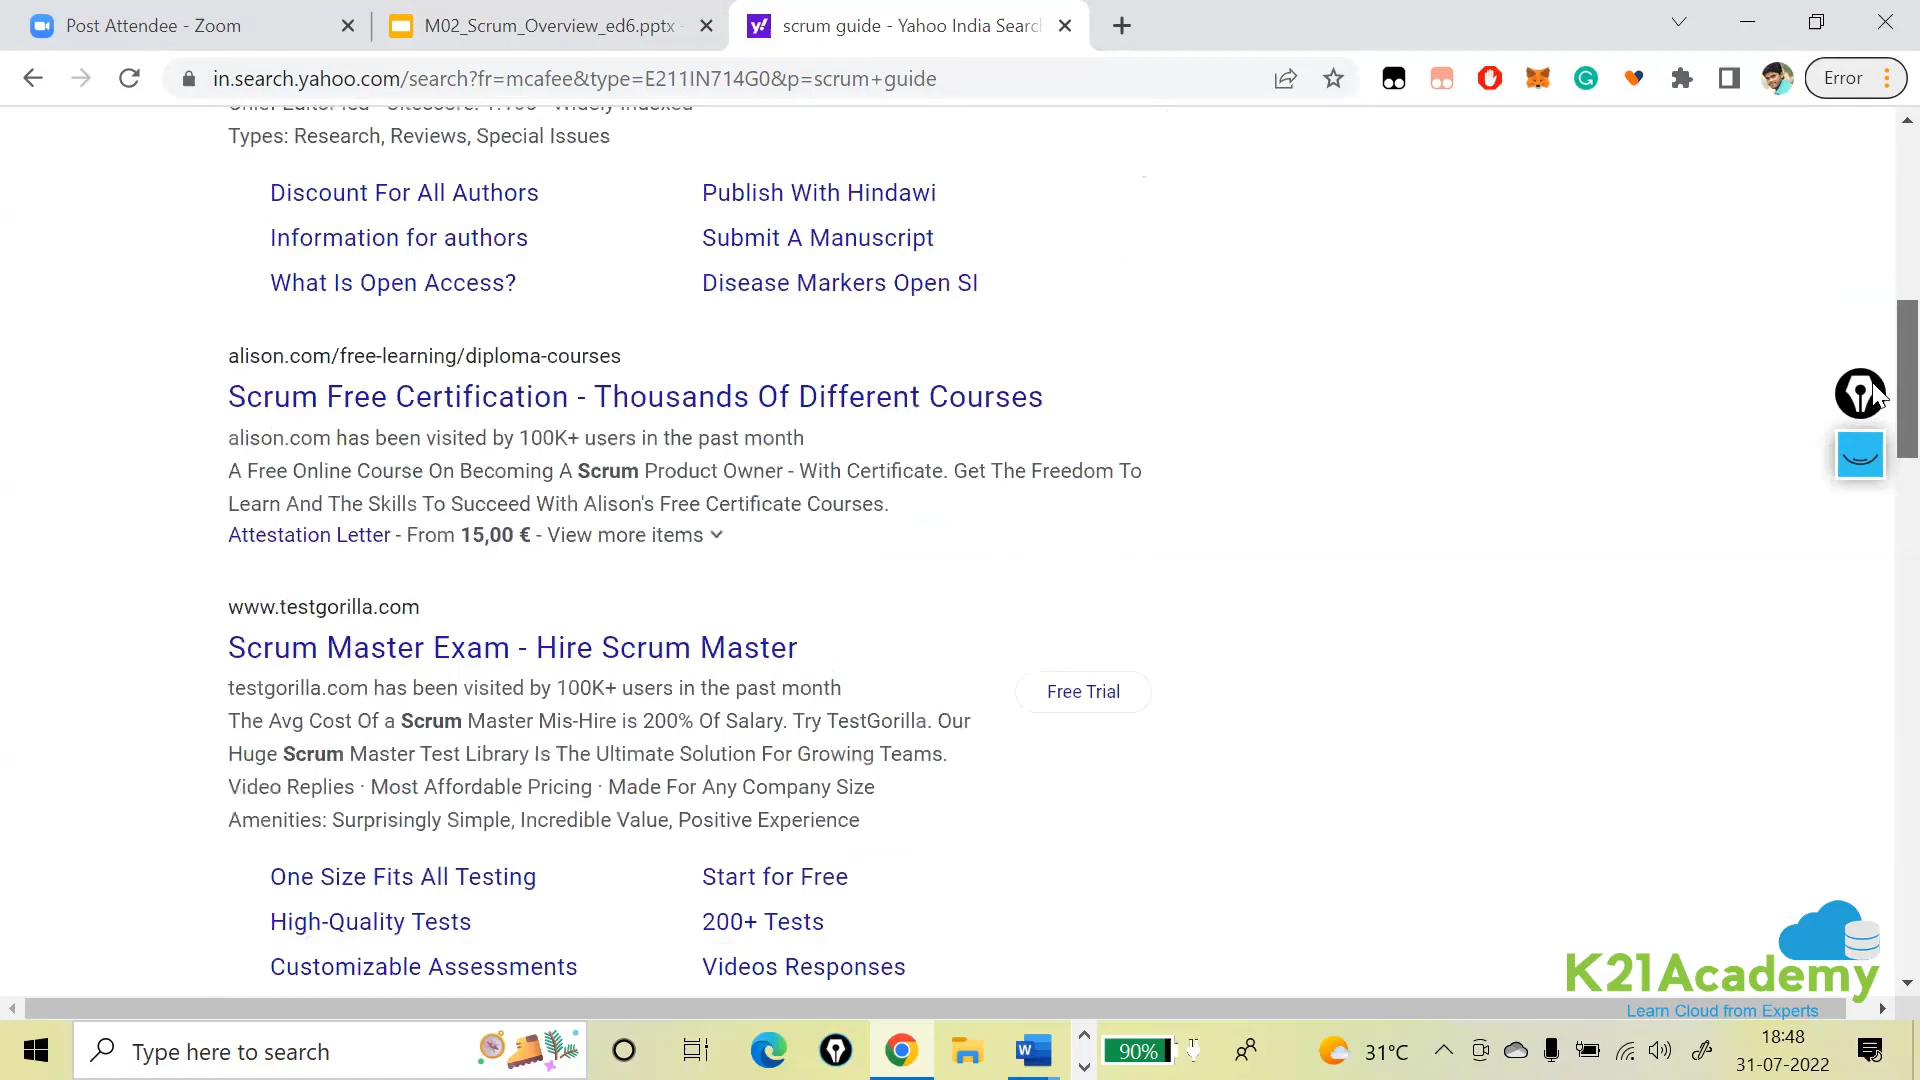 Post Attendee - Zoom
M02_Scrum_Overview_ed6.pptx -
scrum guide - Yahoo India Search
in.search.yahoo.com/search?fr=mcafee&type=E211IN714G0&p=scrum+guide
Error
Types: Research, Reviews, Special Issues
Discount For All Authors
Publish With Hindawi
Information for authors
Submit A Manuscript
What Is Open Access?
Disease Markers Open SI
alison.com/free-learning/diploma-courses
Scrum Free Certification - Thousands Of Different Courses
alison.com has been visited by 100K+ users in the past month
A Free Online Course On Becoming A Scrum Product Owner - With Certificate. Get The Freedom To
Learn And The Skills To Succeed With Alison's Free Certificate Courses.
Attestation Letter - From 15,00 € - View more items
www.testgorilla.com
Scrum Master Exam - Hire Scrum Master
testgorilla.com has been visited by 100K+ users in the past month
Free Trial
The Avg Cost Of a Scrum Master Mis-Hire is 200% Of Salary. Try TestGorilla. Our
Huge Scrum Master Test Library Is The Ultimate Solution For Growing Teams.
Video Replies · Most Affordable Pricing · Made For Any Company Size
Amenities: Surprisingly Simple, Incredible Value, Positive Experience
One Size Fits All Testing
Start for Free
High-Quality Tests
200+ Tests
Customizable Assessments
Videos Responses
K21Academy
Learn Cloud from Experts
Type here to search
90%
31°C
18:48
31-07-2022